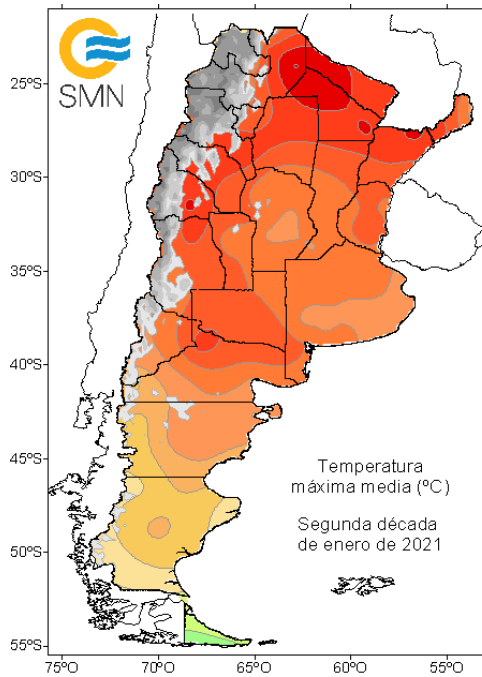 SMN
25ºS
30ºS
35ºS
40ºS
45ºS
50ºS
55ºS
Temperatura
máxima media (ºC)
Segunda década
de enero de 2021
75ºO
70ºO
65ºO
60ºO
55ºO